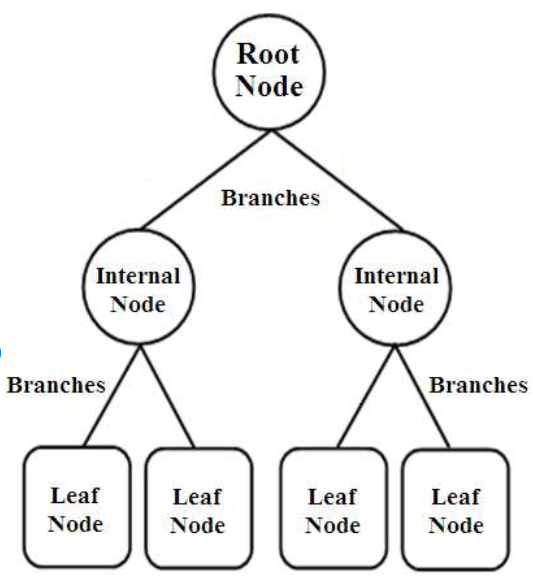 Root
Node
Branches
Internal
Node
Internal
Node
Branches
Branches
Leaf
Node
Leaf
Node
Leaf
Node
Leaf
Node